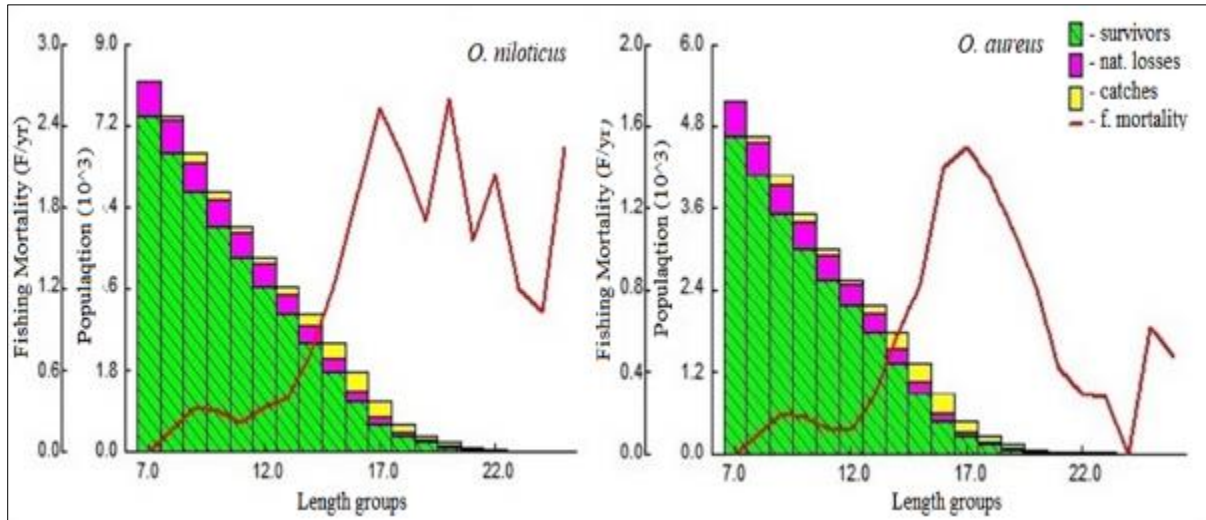 O. niloticus
Fishing Mortality (F/yr)
3.0
2.4
1.8
1.2
0.6
0.0
Populaqtion (10^3)
9.0
7.2
.4
.6
1.8
0.0
7.0 12.0 17.0 22.0
Length groups
O. aureus
Fishing Mortality (F/yr)
2.0
1.6
1.2
0.8
0.4
0.0
Populaqtion (10^3)
6.0
4.8
3.6
2.4
1.2
0.0
7.0 12.0 17.0 22.0
Length groups
- survivors
- nat. losses
- catches
- f. mortality